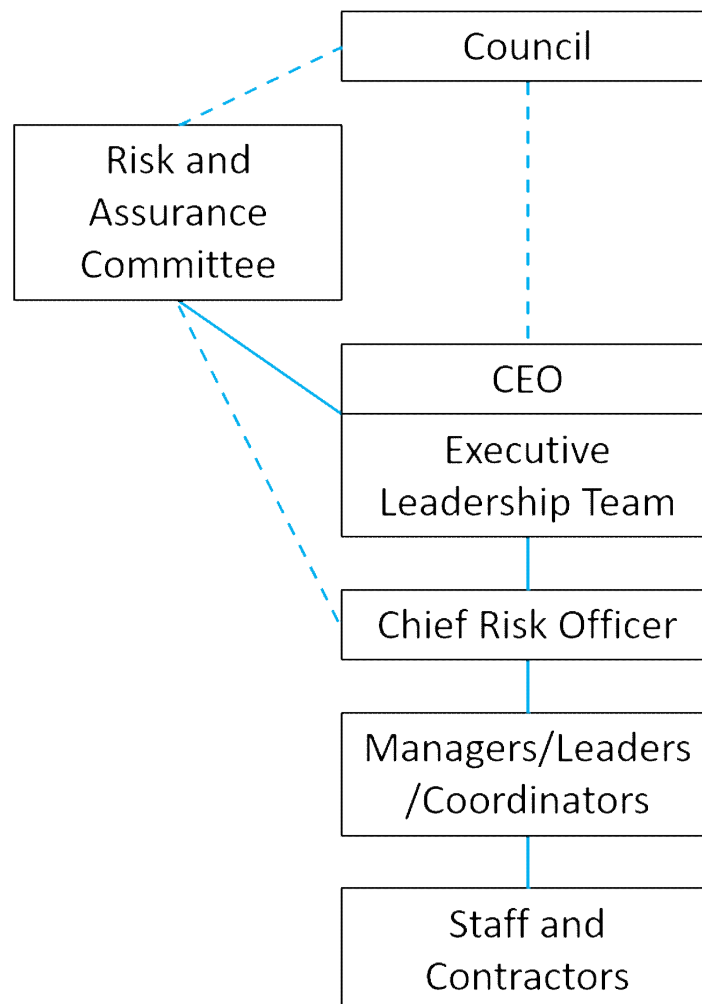 Council
Risk and
Assurance
Committee
CEO
Executive
Leadership Team
Chief Risk Officer
Managers/Leaders
/Coordinators
Staff and
Contractors